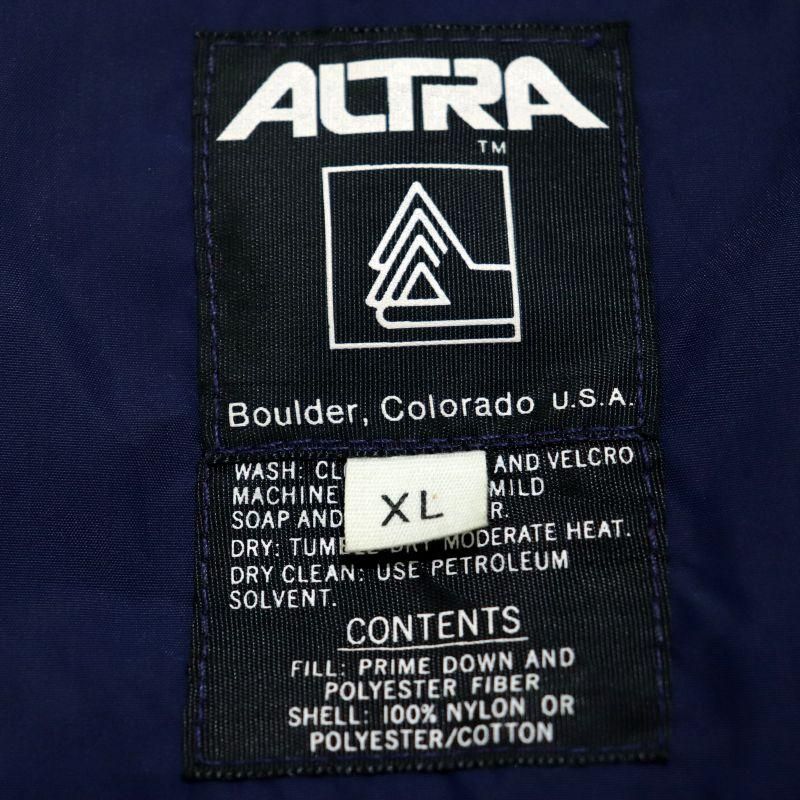 ALTRA
TM
Boulder, Colorado U.S.A.
WASH: AND VELCRO
MACHINE MILD
SOAP AND
XL
DRY: TUMBLE DRY MODERATE HEAT.
DRY CLEAN: USE PETROLEUM
SOLVENT.
CONTENTS
FILL: PRIME DOWN AND
POLYESTER FIBER
SHELL: 100% NYLON OR
POLYESTER/COTTON